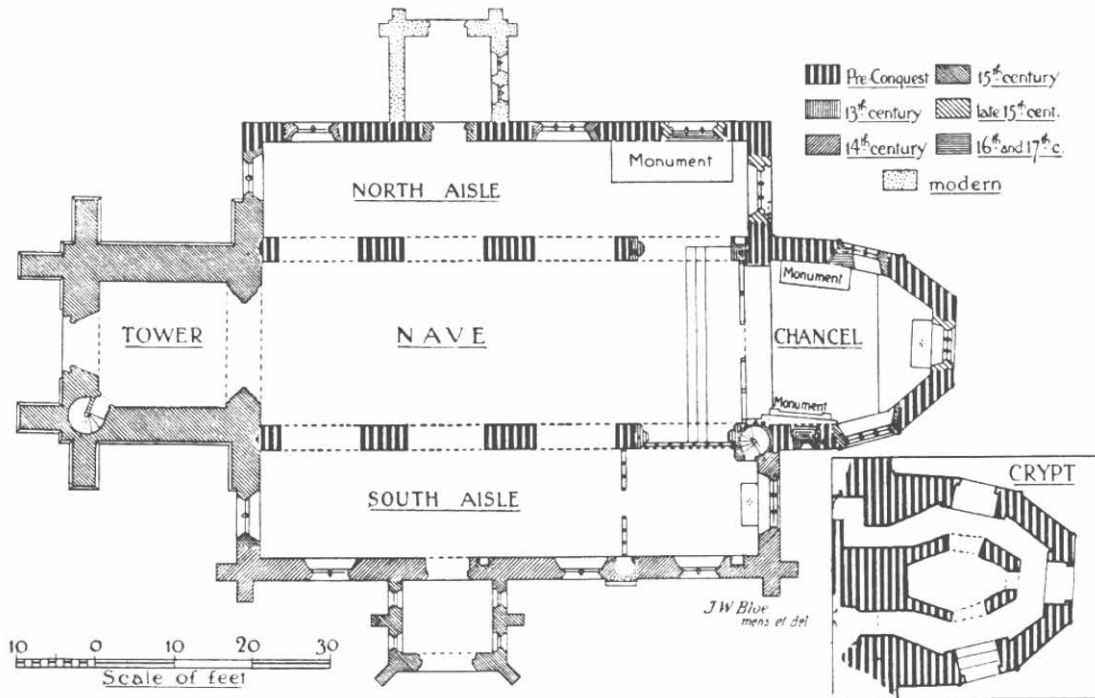 Pre-Conquest
15th century
13th century
late 15th cent.
14th century
16th and 17th c.
modern
Monument
NORTH AISLE
Monument
TOWER
NAVE
CHANCEL
Monument
SOUTH AISLE
CRYPT
J W Bloe
mens et del
10 0 10 20 30
Scale of feet